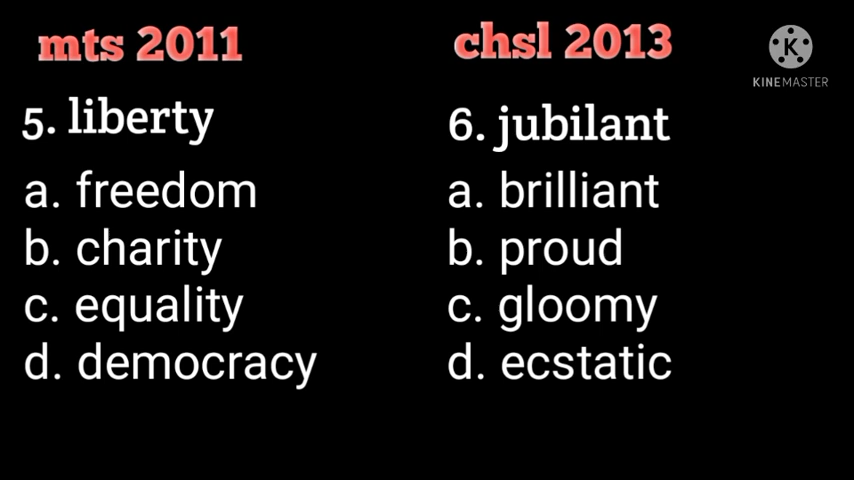 mts 2011
5. liberty
a. freedom
b. charity
c. equality
d. democracy
chsl 2013
6. jubilant
a. brilliant
b. proud
c. gloomy
d. ecstatic
K
KINEMASTER